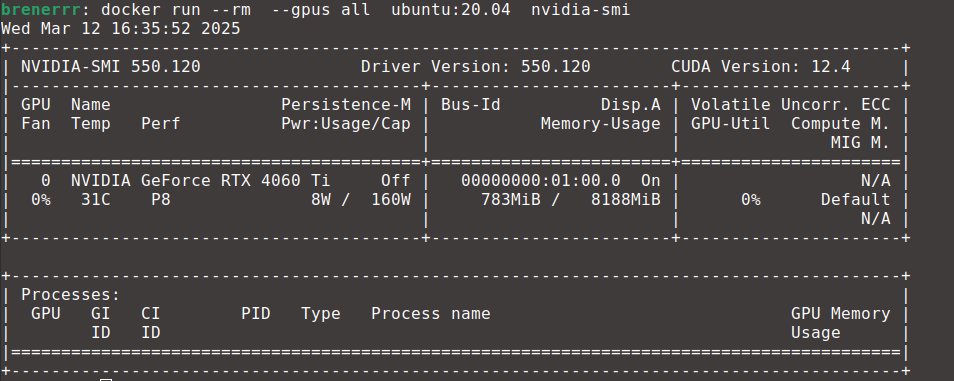 brenerrr: docker run --rm  --gpus all  ubuntu:20.04  nvidia-smi
Wed Mar 12 16:35:52 2025
+-----------------------------------------------------------------------------------------+
| NVIDIA-SMI 550.120                Driver Version: 550.120        CUDA Version: 12.4     |
|-----------------------------------------+------------------------+----------------------+
| GPU  Name                 Persistence-M | Bus-Id          Disp.A | Volatile Uncorr. ECC |
| Fan  Temp   Perf          Pwr:Usage/Cap |           Memory-Usage | GPU-Util  Compute M. |
|                                         |                        |               MIG M. |
|=========================================+========================+======================|
|   0  NVIDIA GeForce RTX 4060 Ti     Off |   00000000:01:00.0  On |                  N/A |
|  0%   31C    P8              8W /  160W |     783MiB /   8188MiB |      0%      Default |
|                                         |                        |                  N/A |
+-----------------------------------------+------------------------+----------------------+

+-----------------------------------------------------------------------------------------+
| Processes:                                                                              |
|  GPU   GI   CI        PID   Type   Process name                              GPU Memory |
|        ID   ID                                                               Usage      |
|=========================================================================================|
+-----------------------------------------------------------------------------------------+